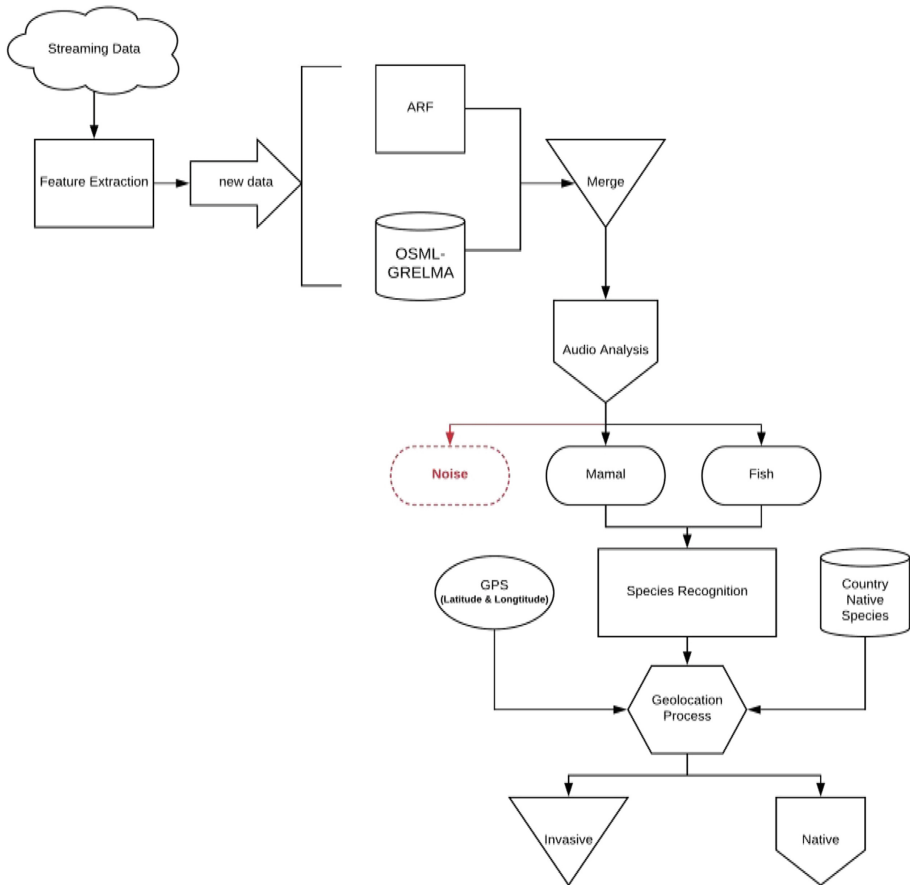 Streaming Data
Feature Extraction
new data
ARF
OSML-
GRELMA
Merge
Audio Analysis
Noise
Mamal
Fish
GPS
(Latitude & Longtitude)
Species Recognition
Country
Native
Species
Geolocation
Process
Invasive
Native